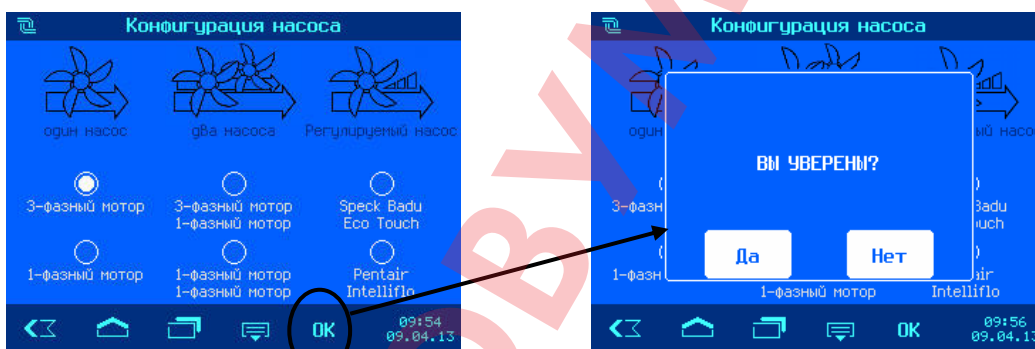 Конфигурация насоса
один насос
два насоса
Регулируемый насос
3-фазный мотор
3-фазный мотор
1-фазный мотор
Speck Badu
Eco Touch
1-фазный мотор
1-фазный мотор
1-фазный мотор
Pentair
Intelliflo
OK
09:54
09.04.13
Конфигурация насоса
ВЫ УВЕРЕНЫ?
Да
Нет
1-фазный мотор
Intelliflo
OK
09:56
09.04.13